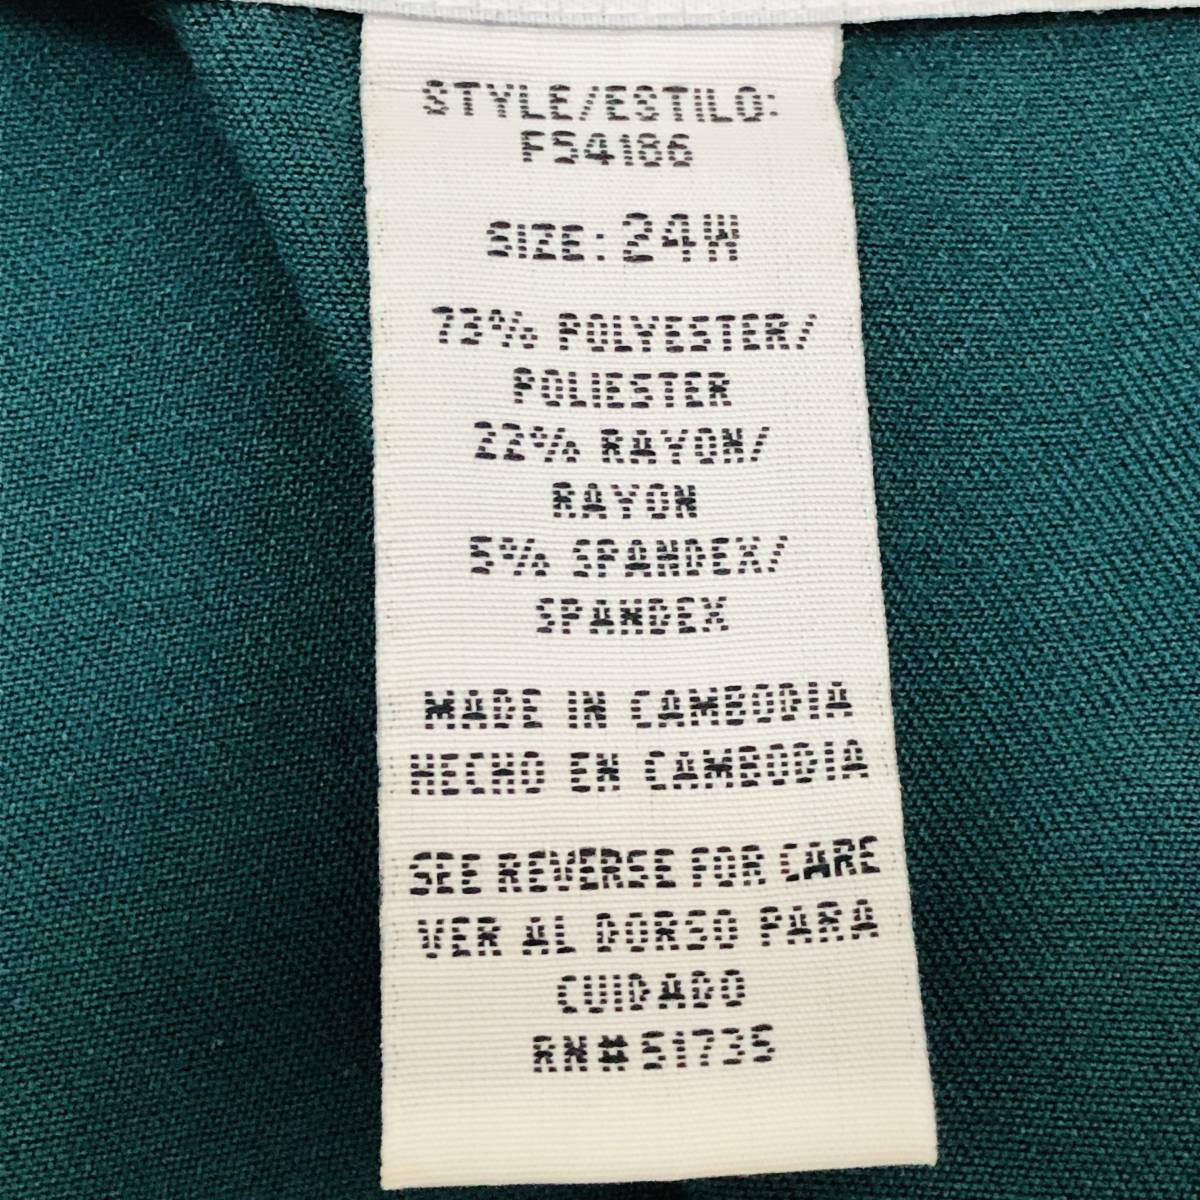 STYLE/ESTILO:
F54186
SIZE: 24W
73% POLYESTER/
POLIESTER
22% RAYON/
RAYON
5% SPANDEX/
SPANDEX
MADE IN CAMBODIA
HECHO EN CAMBODIA
SEE REVERSE FOR CARE
VER AL DORSO PARA
CUIDADO
RN# 51735